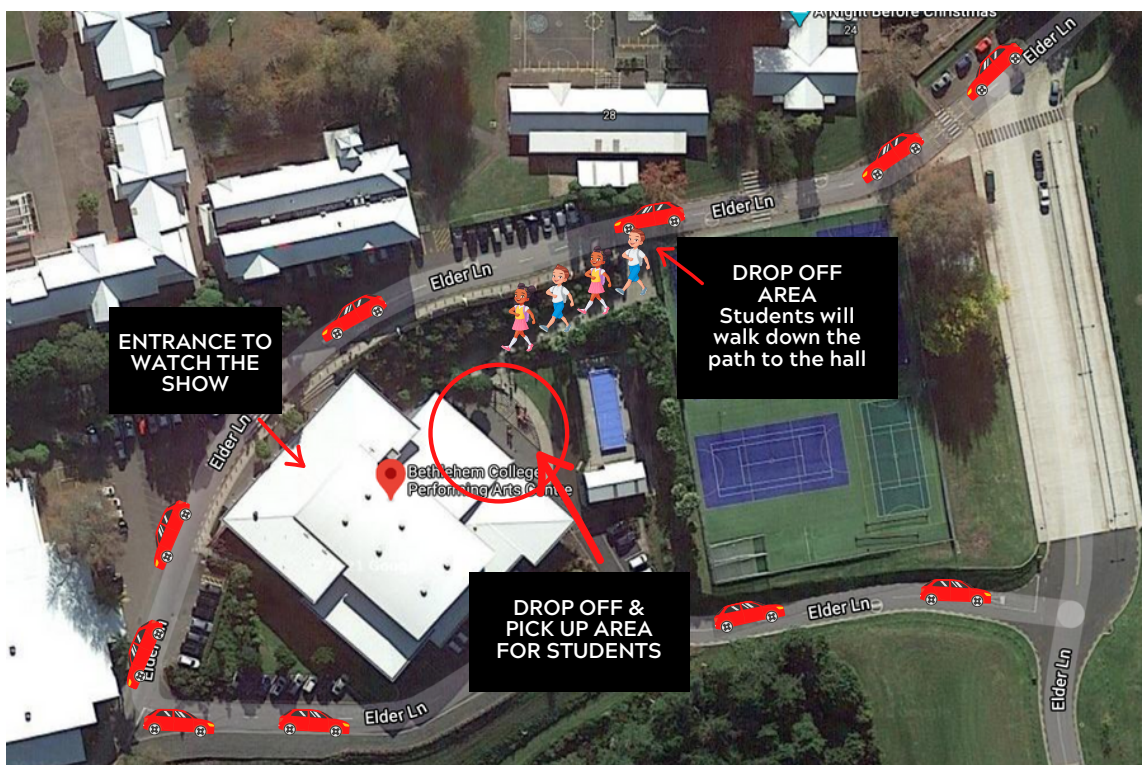 A Night Before Christmas
24
Elder Ln
28
Elder Ln
Elder Ln
DROP OFF
AREA
Students will
walk down the
path to the hall
ENTRANCE TO
WATCH THE
SHOW
Elder Ln
Bethlehem College
Performing Arts Centre
DROP OFF &
PICK UP AREA
FOR STUDENTS
Elder Ln
Elder Ln
Elder Ln
Elder Ln